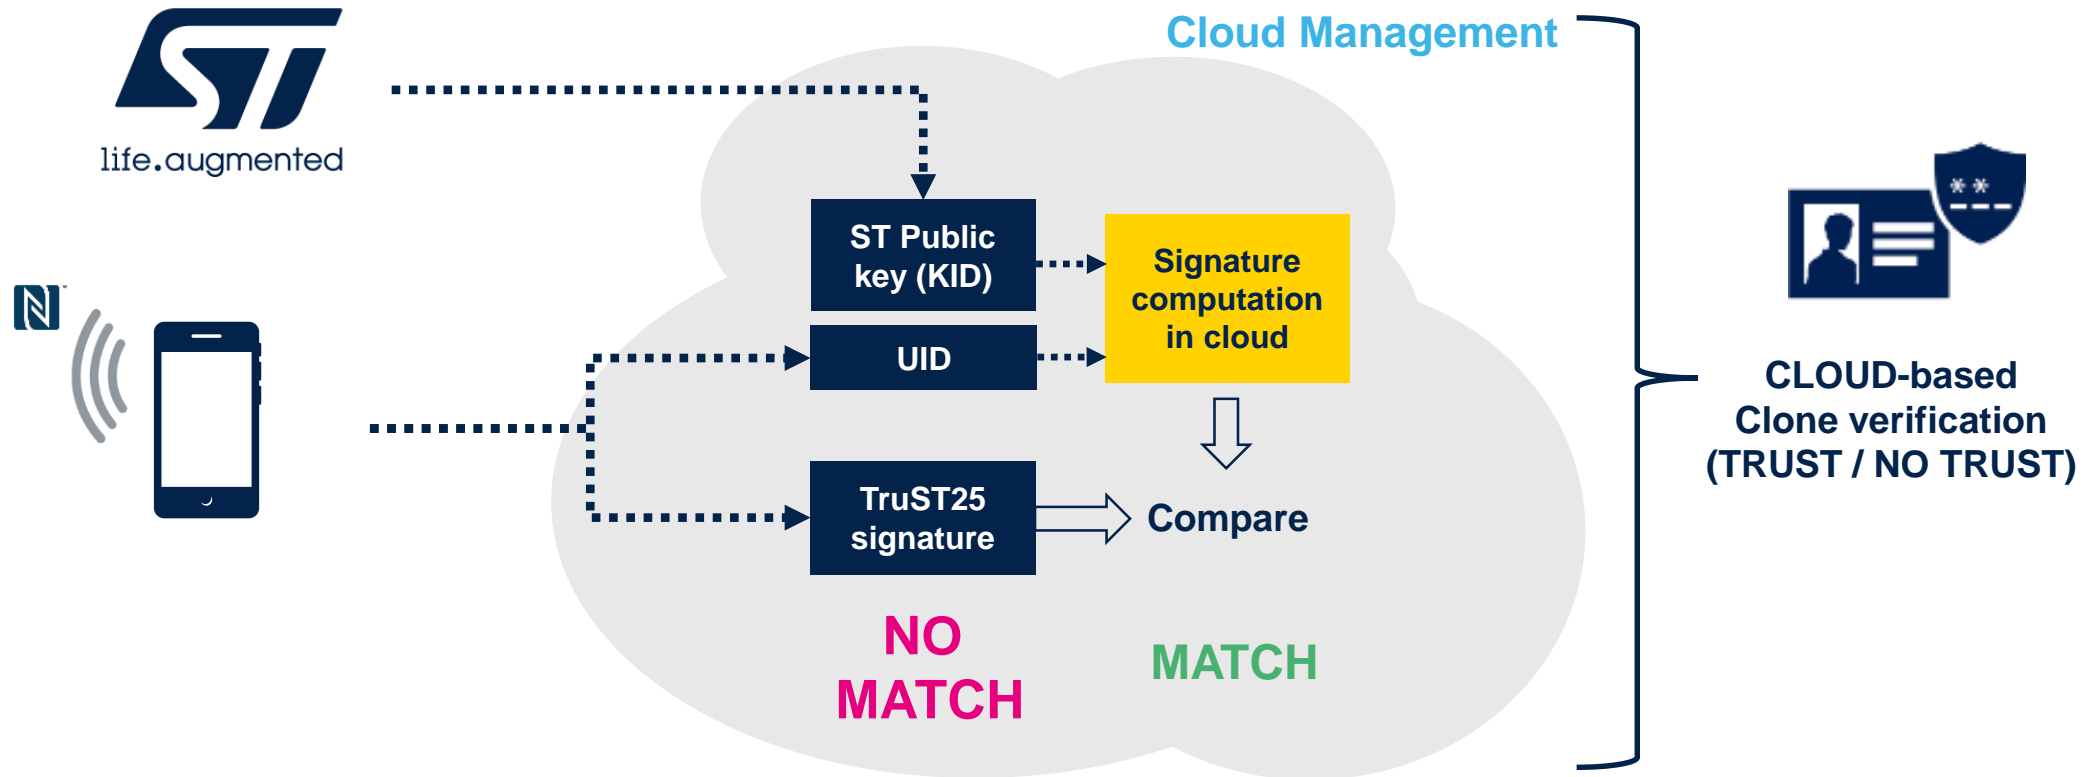 Cloud Management
ST
life.augmented
ST Public
key (KID)
Signature
computation
in cloud
UID
TruST25
signature
Compare
NO
MATCH
MATCH
**
CLOUD-based
Clone verification
(TRUST / NO TRUST)
N